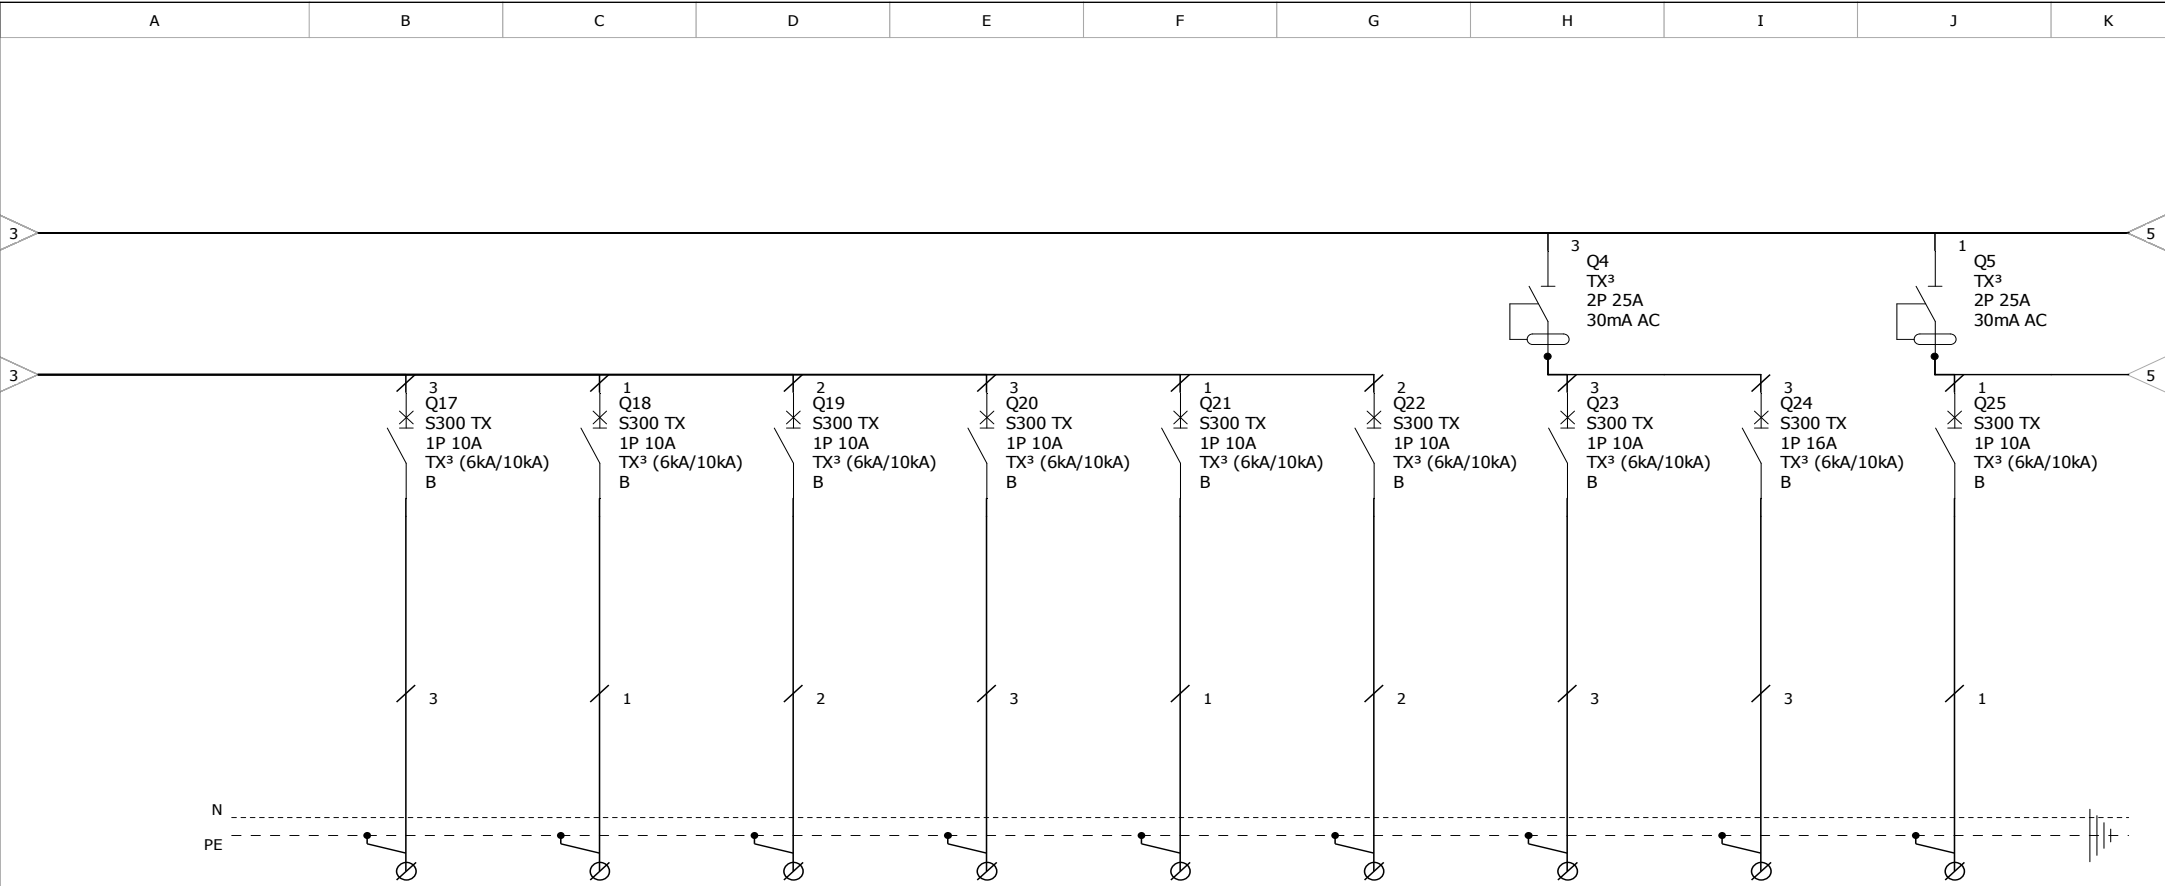 A B C D E F G H I J K
3
5
3
Q4
TX³
2P 25A
30mA AC
1
Q5
TX³
2P 25A
30mA AC
3
5
3
Q17
S300 TX
1P 10A
TX³ (6kA/10kA)
B
1
Q18
S300 TX
1P 10A
TX³ (6kA/10kA)
B
2
Q19
S300 TX
1P 10A
TX³ (6kA/10kA)
B
3
Q20
S300 TX
1P 10A
TX³ (6kA/10kA)
B
1
Q21
S300 TX
1P 10A
TX³ (6kA/10kA)
B
2
Q22
S300 TX
1P 10A
TX³ (6kA/10kA)
B
3
Q23
S300 TX
1P 10A
TX³ (6kA/10kA)
B
3
Q24
S300 TX
1P 16A
TX³ (6kA/10kA)
B
1
Q25
S300 TX
1P 10A
TX³ (6kA/10kA)
B
3 1 2 3 1 2 3 3 1
N
PE